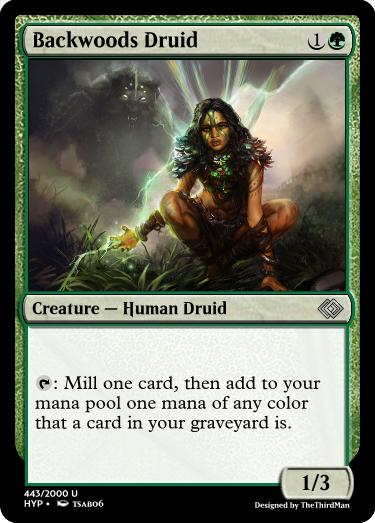 Backwoods Druid 1
Creature — Human Druid
: Mill one card, then add to your
mana pool one mana of any color
that a card in your graveyard is.
1/3
443/2000 U
HYP • TSABO6
Designed by TheThirdMan